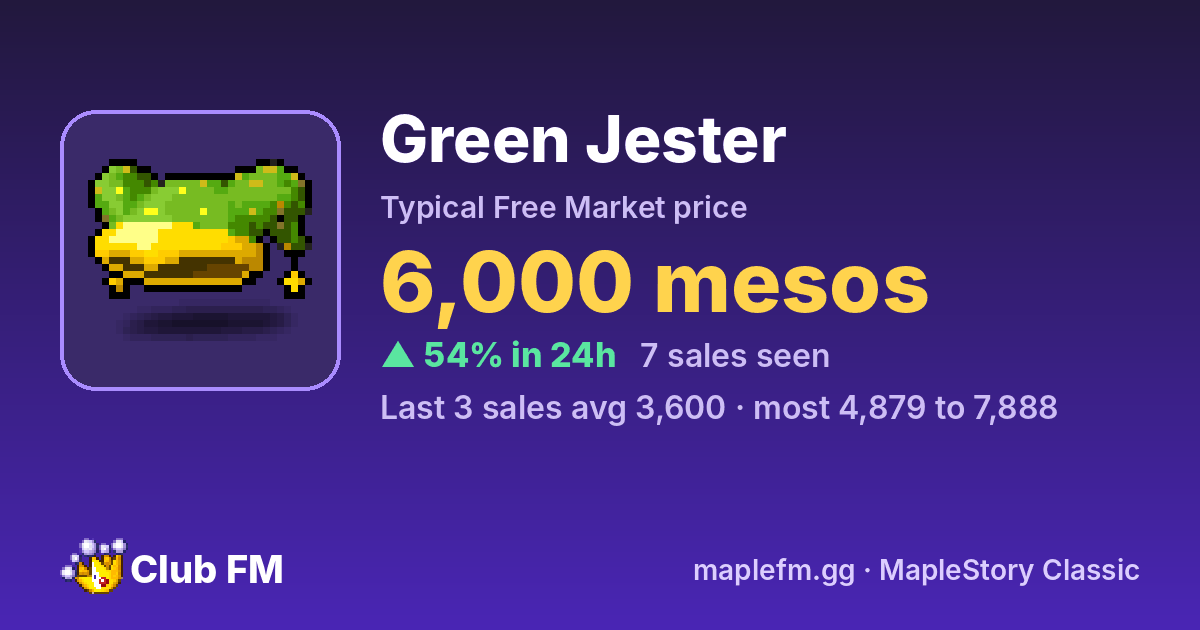 Green Jester
Typical Free Market price
6,000 mesos
▲ 54% in 24h 7 sales seen
Last 3 sales avg 3,600 · most 4,879 to 7,888
Club FM
maplefm.gg · MapleStory Classic